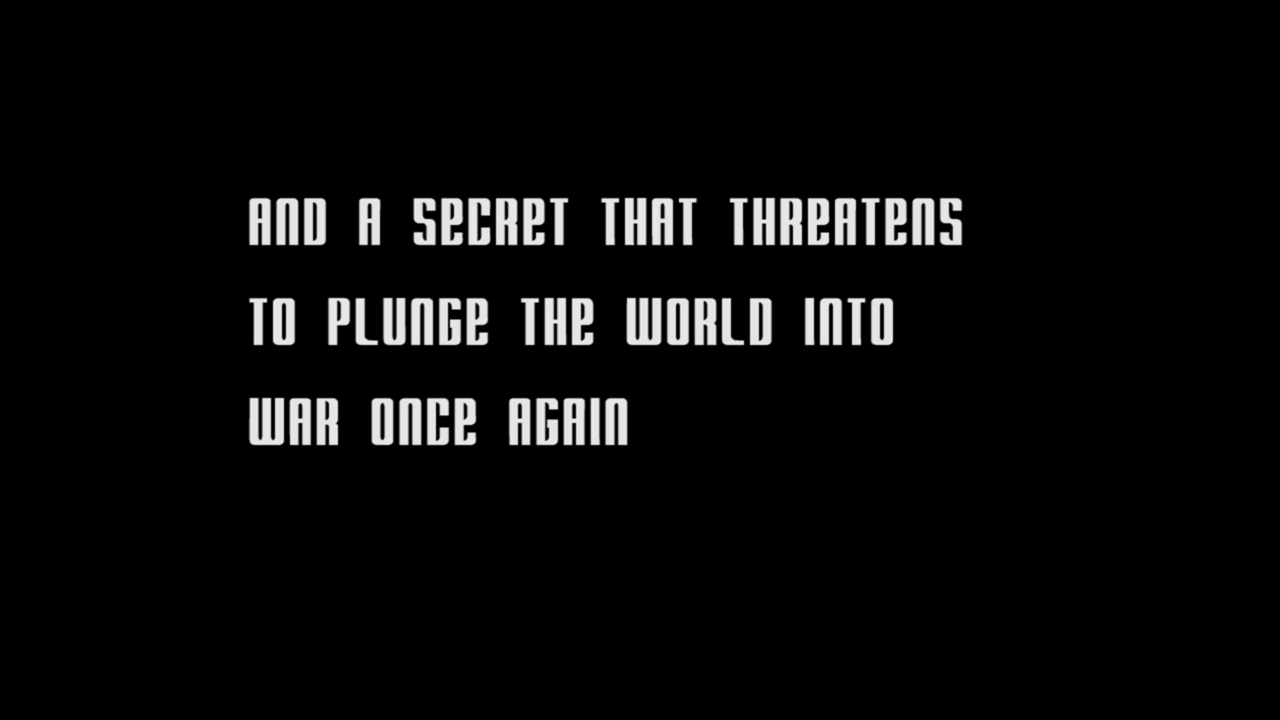 AND A SECRET THAT THREATENS
TO PLUNGE THE WORLD INTO
WAR ONCE AGAIN